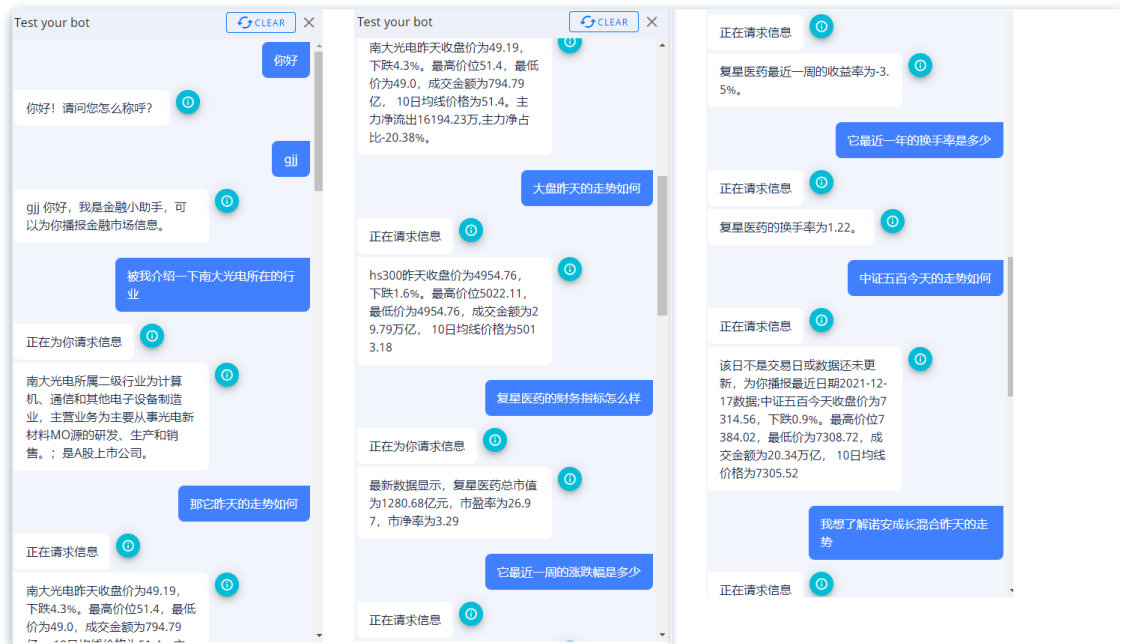 Test your bot
CLEAR
你好
你好！请问您怎么称呼？
gjj
gjj 你好，我是金融小助手，可
以为你播报金融市场信息。
被我介绍一下南大光电所在的行
业
正在为你请求信息
南大光电所属二级行业为计算
机、通信和其他电子设备制造
业，主营业务为主要从事光电新
材料MO源的研发、生产和销
售。；是A股上市公司。
那它昨天的走势如何
正在请求信息
南大光电昨天收盘价为49.19，
下跌4.3%。最高价位51.4，最低
价为49.0，成交金额为794.79
Test your bot
CLEAR
南大光电昨天收盘价为49.19，
下跌4.3%。最高价位51.4，最低
价为49.0，成交金额为794.79
亿， 10日均线价格为51.4。主
力净流出16194.23万,主力净占
比-20.38%。
大盘昨天的走势如何
正在请求信息
hs300昨天收盘价为4954.76，
下跌1.6%。最高价位5022.11，
最低价为4954.76，成交金额为2
9.79万亿， 10日均线价格为501
3.18
复星医药的财务指标怎么样
正在为你请求信息
最新数据显示，复星医药总市值
为1280.68亿元，市盈率为26.9
7，市净率为3.29
它最近一周的涨跌幅是多少
正在请求信息
正在请求信息
复星医药最近一周的收益率为-3.
5%。
它最近一年的换手率是多少
正在请求信息
复星医药的换手率为1.22。
中证五百今天的走势如何
正在请求信息
该日不是交易日或数据还未更
新，为你播报最近日期2021-12-
17数据;中证五百今天收盘价为7
314.56，下跌0.9%。最高价位7
384.02，最低价为7308.72，成
交金额为20.34万亿， 10日均线
价格为7305.52
我想了解诺安成长混合昨天的走
势
正在请求信息